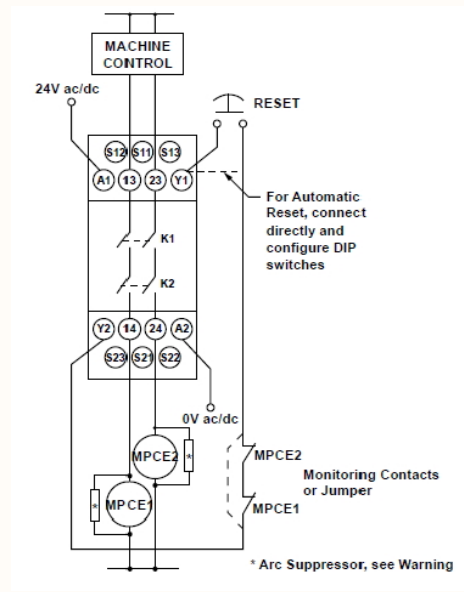 MACHINE
CONTROL
24V ac/dc
RESET
S12 S11 S13
A1 13 23 Y1
For Automatic
Reset, connect
directly and
configure DIP
switches
K1
K2
Y2 14 24 A2
S23 S21 S22
0V ac/dc
MPCE2
*
MPCE2
Monitoring Contacts
or Jumper
* MPCE1
MPCE1
* Arc Suppressor, see Warning